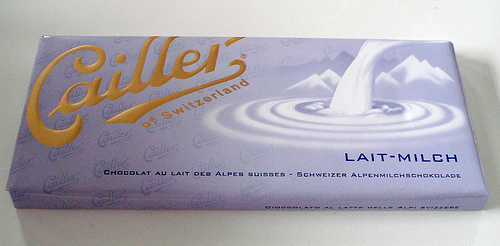 Cailler
of Switzerland
LAIT-MILCH
CHOCOLAT AU LAIT DES ALPES SUISSES - SCHWEIZER ALPENMILCHSCHOKOLADE
CIOCCOLATO AL LATTE DELLE ALPI SVIZZERE